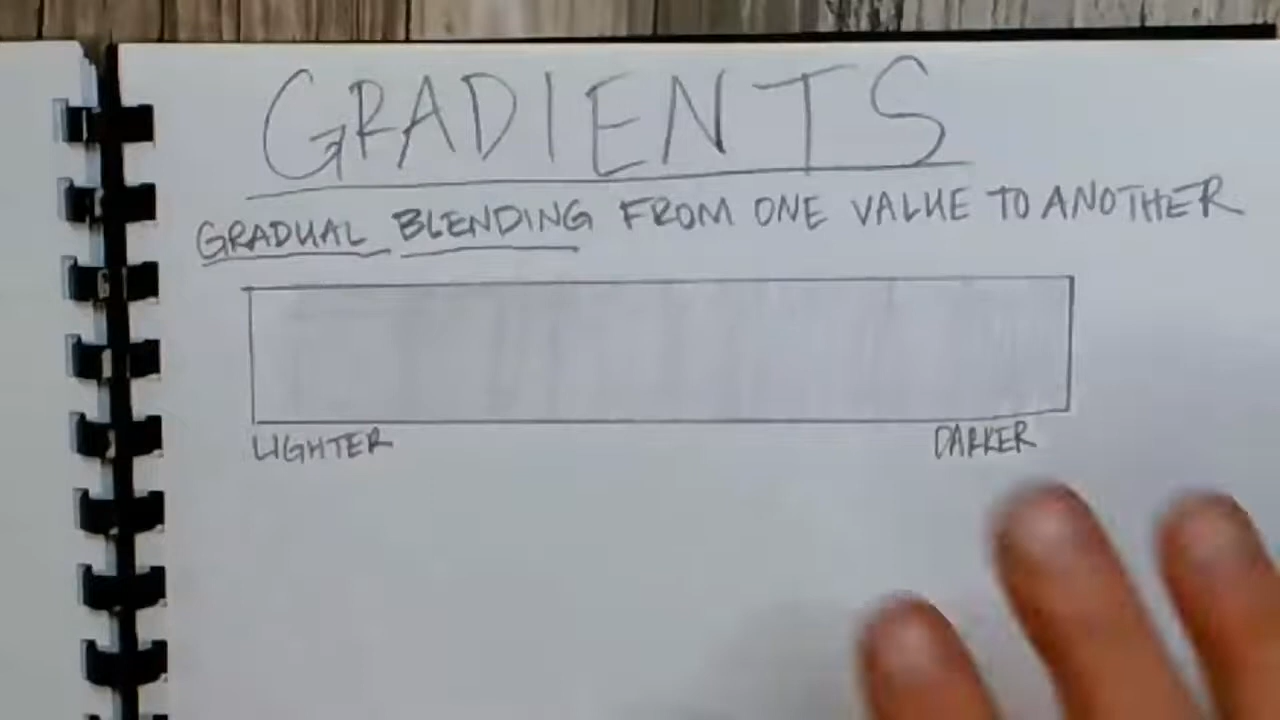 GRADIENTS
GRADUAL BLENDING FROM ONE VALUE TO ANOTHER
LIGHTER DARKER